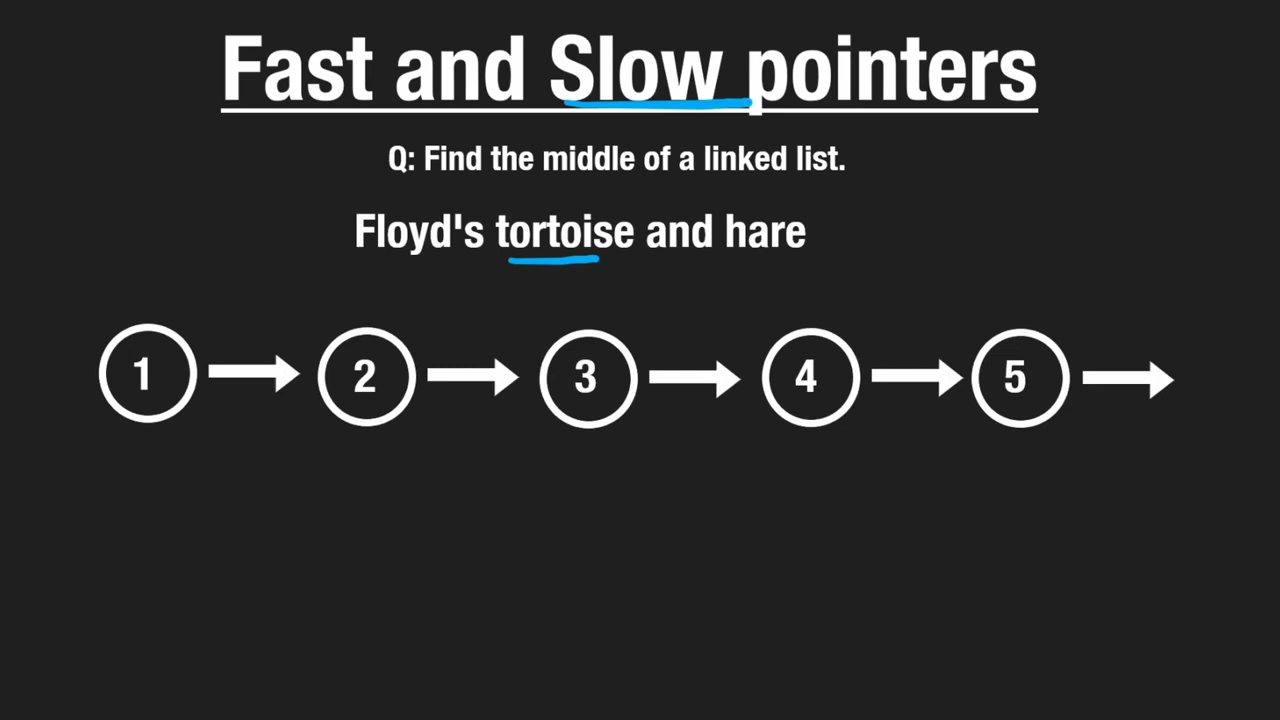 Fast and Slow pointers
Q: Find the middle of a linked list.
Floyd's tortoise and hare
1 2 3 4 5